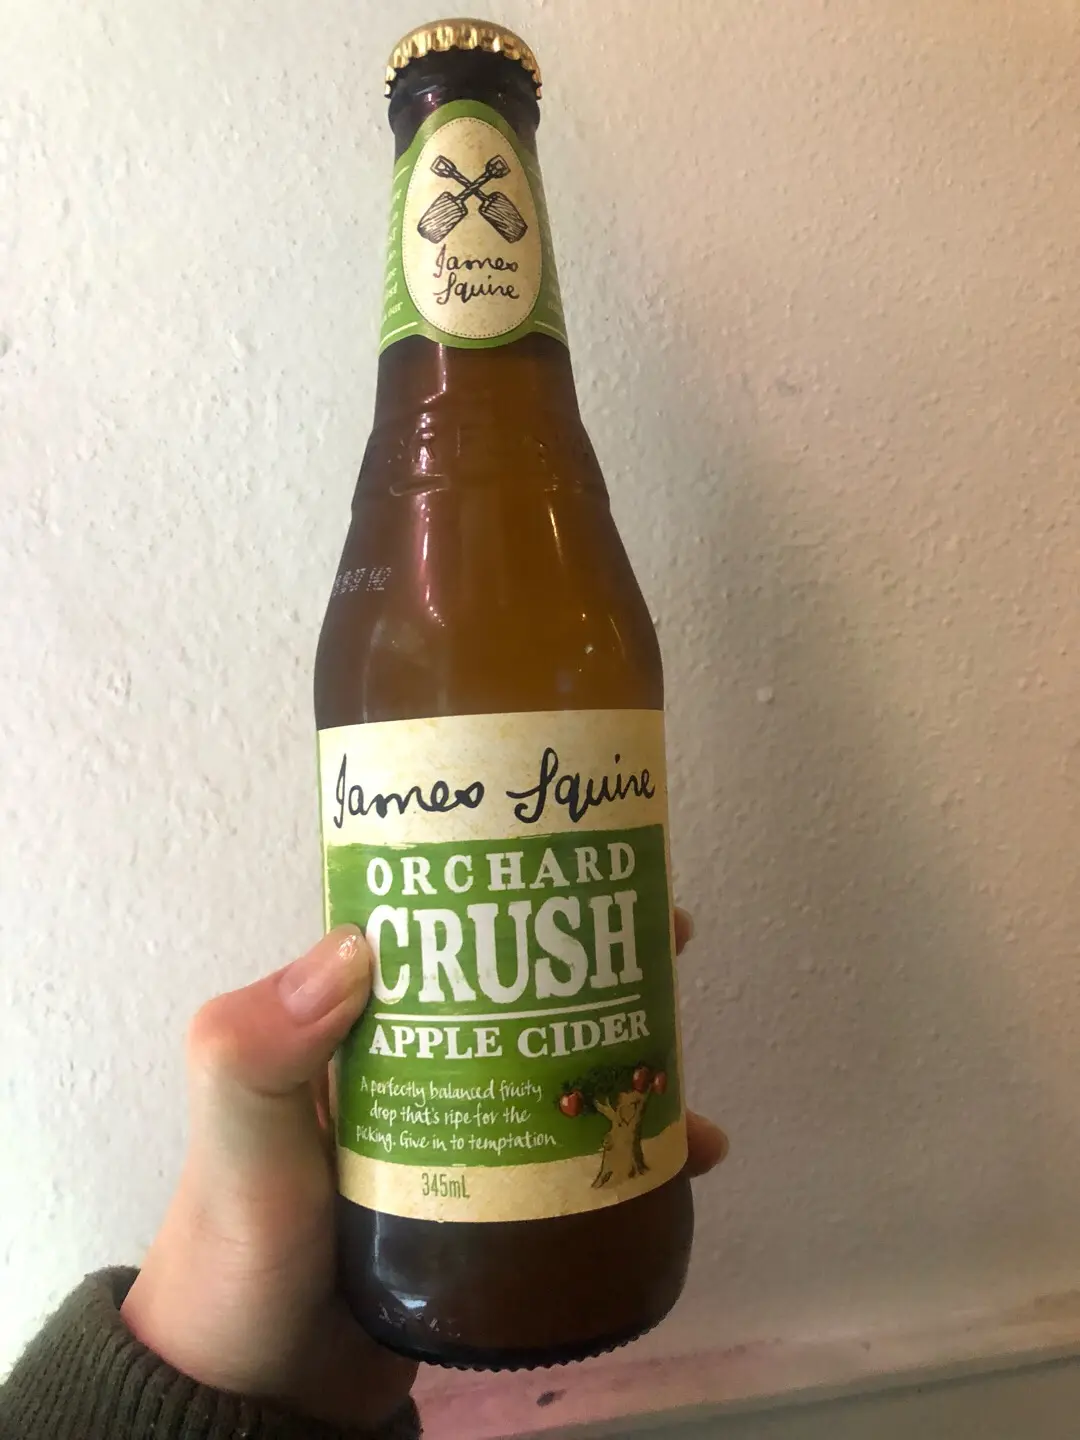 James
Squire
James Squire
ORCHARD
CRUSH
APPLE CIDER
A perfectly balanced fruity
drop that's ripe for the
picking. Give in to temptation
345mL